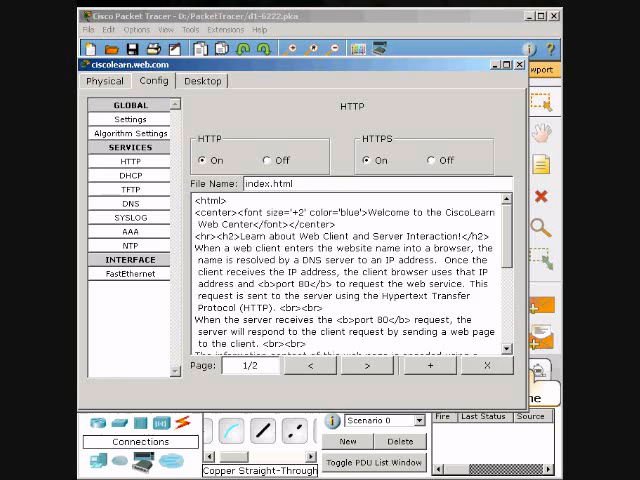 Cisco Packet Tracer - D:/PacketTracer/d1-6222.pka
File Edit Options View Tools Extensions Help
ciscolearn.web.com
Physical Config Desktop
wport
GLOBAL
Settings
Algorithm Settings
SERVICES
HTTP
DHCP
TFTP
DNS
SYSLOG
AAA
NTP
INTERFACE
FastEthernet
HTTP
HTTP
On Off
HTTPS
On Off
File Name: index.html
<html>
<center><font size='+2' color='blue'>Welcome to the CiscoLearn
Web Center</font></center>
<hr><h2>Learn about Web Client and Server Interaction!</h2>
When a web client enters the website name into a browser, the
name is resolved by a DNS server to an IP address. Once the
client receives the IP address, the client browser uses that IP
address and <b>port 80</b> to request the web service. This
request is sent to the server using the Hypertext Transfer
Protocol (HTTP). <br><br>
When the server receives the <b>port 80</b> request, the
server will respond to the client request by sending a web page
to the client. <br><br>
Page: 1/2 < > + X
ne
Connections
Copper Straight-Through
Scenario 0
New Delete
Toggle PDU List Window
Fire Last Status Source